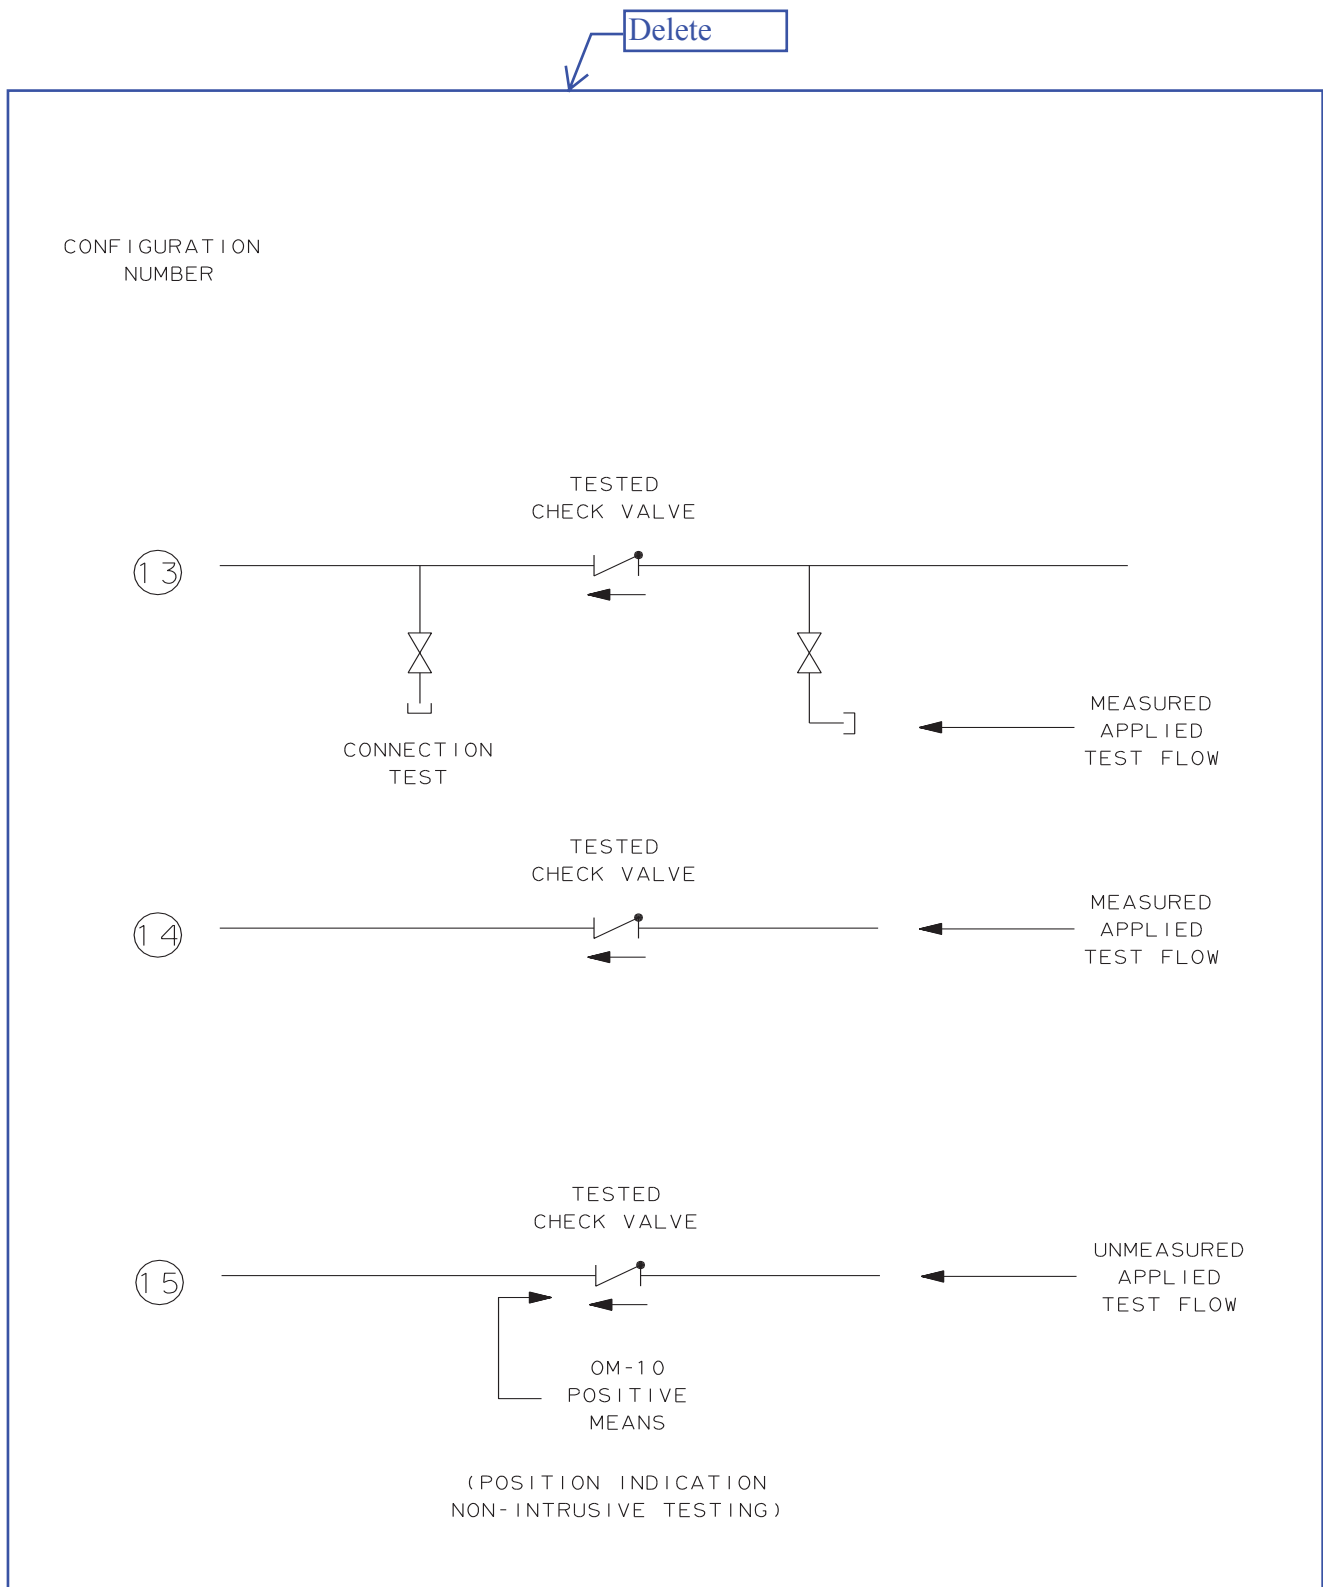 Delete
CONFIGURATION
NUMBER
TESTED
CHECK VALVE
13
CONNECTION
TEST
MEASURED
APPLIED
TEST FLOW
TESTED
CHECK VALVE
14
MEASURED
APPLIED
TEST FLOW
TESTED
CHECK VALVE
15
UNMEASURED
APPLIED
TEST FLOW
OM-10
POSITIVE
MEANS
(POSITION INDICATION
NON-INTRUSIVE TESTING)